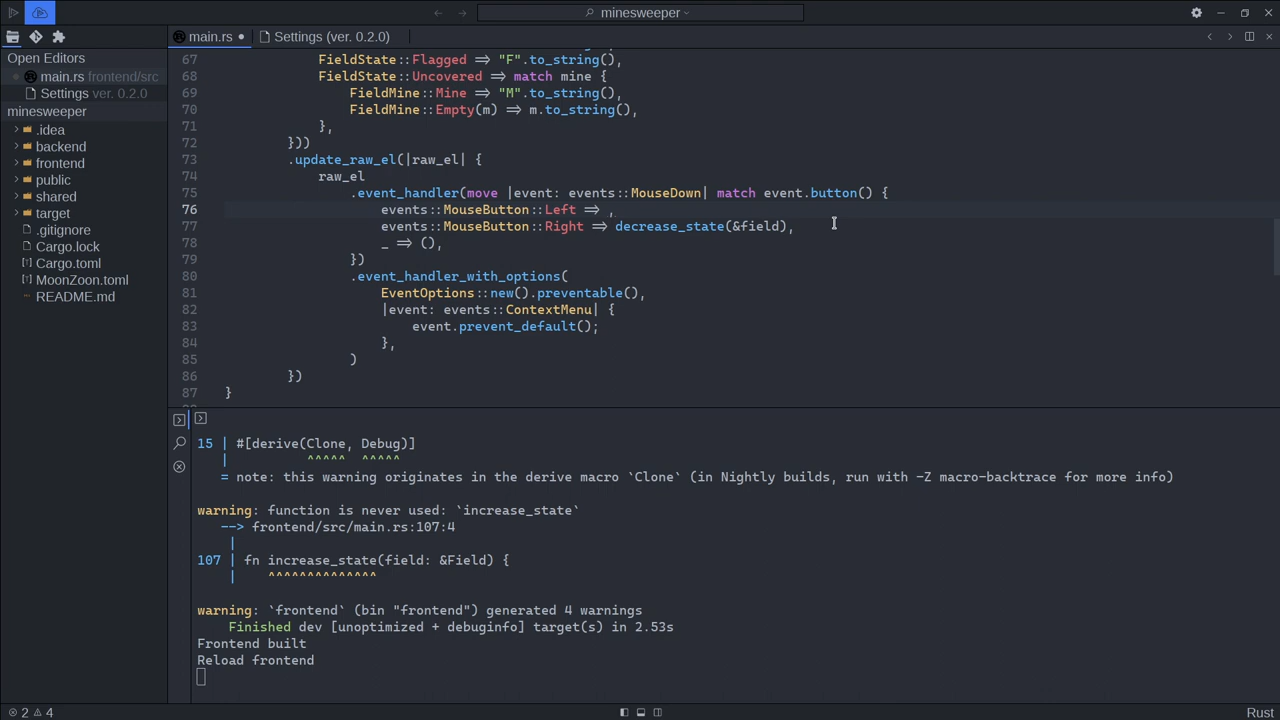 minesweeper
main.rs
Settings (ver. 0.2.0)
Open Editors
main.rs frontend/src
Settings ver. 0.2.0
minesweeper
.idea
backend
frontend
public
shared
target
.gitignore
Cargo.lock
Cargo.toml
MoonZoon.toml
README.md
67 FieldState::Flagged => "F".to_string(),
68 FieldState::Uncovered => match mine {
69 FieldMine::Mine => "M".to_string(),
70 FieldMine::Empty(m) => m.to_string(),
71 },
72 }))
73 .update_raw_el(|raw_el| {
74 raw_el
75 .event_handler(move |event: events::MouseDown| match event.button() {
76 events::MouseButton::Left => ,
77 events::MouseButton::Right => decrease_state(&field),
78 _ => (),
79 })
80 .event_handler_with_options(
81 EventOptions::new().preventable(),
82 |event: events::ContextMenu| {
83 event.prevent_default();
84 },
85 )
86 })
87 }
15 | #[derive(Clone, Debug)]
| ^^^^^ ^^^^^
= note: this warning originates in the derive macro `Clone` (in Nightly builds, run with -Z macro-backtrace for more info)
warning: function is never used: `increase_state`
--> frontend/src/main.rs:107:4
|
107 | fn increase_state(field: &Field) {
| ^^^^^^^^^^^^^^
warning: `frontend` (bin "frontend") generated 4 warnings
Finished dev [unoptimized + debuginfo] target(s) in 2.53s
Frontend built
Reload frontend
2 4
Rust